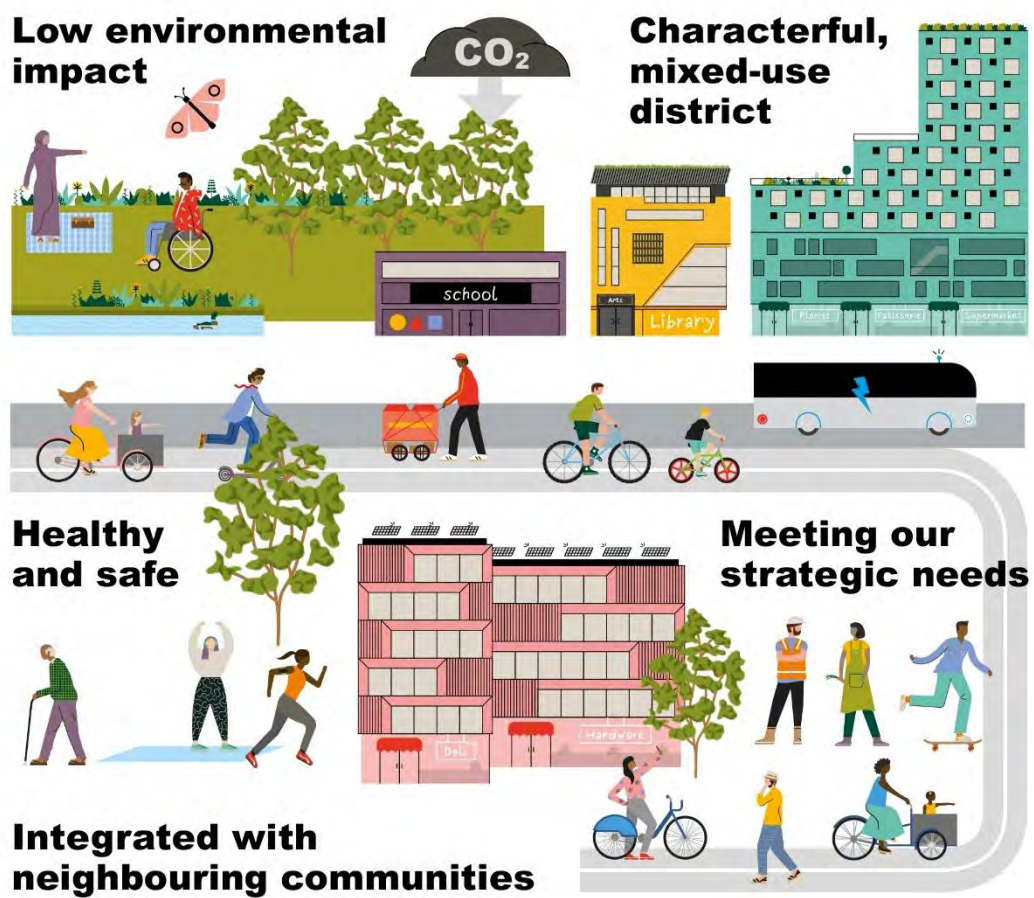 Low environmental
impact
CO₂
Characterful,
mixed-use
district
school
Arts
Library
Florist
Patisserie
Supermarket
Healthy
and safe
Meeting our
strategic needs
Deli
Hardware
Integrated with
neighbouring communities